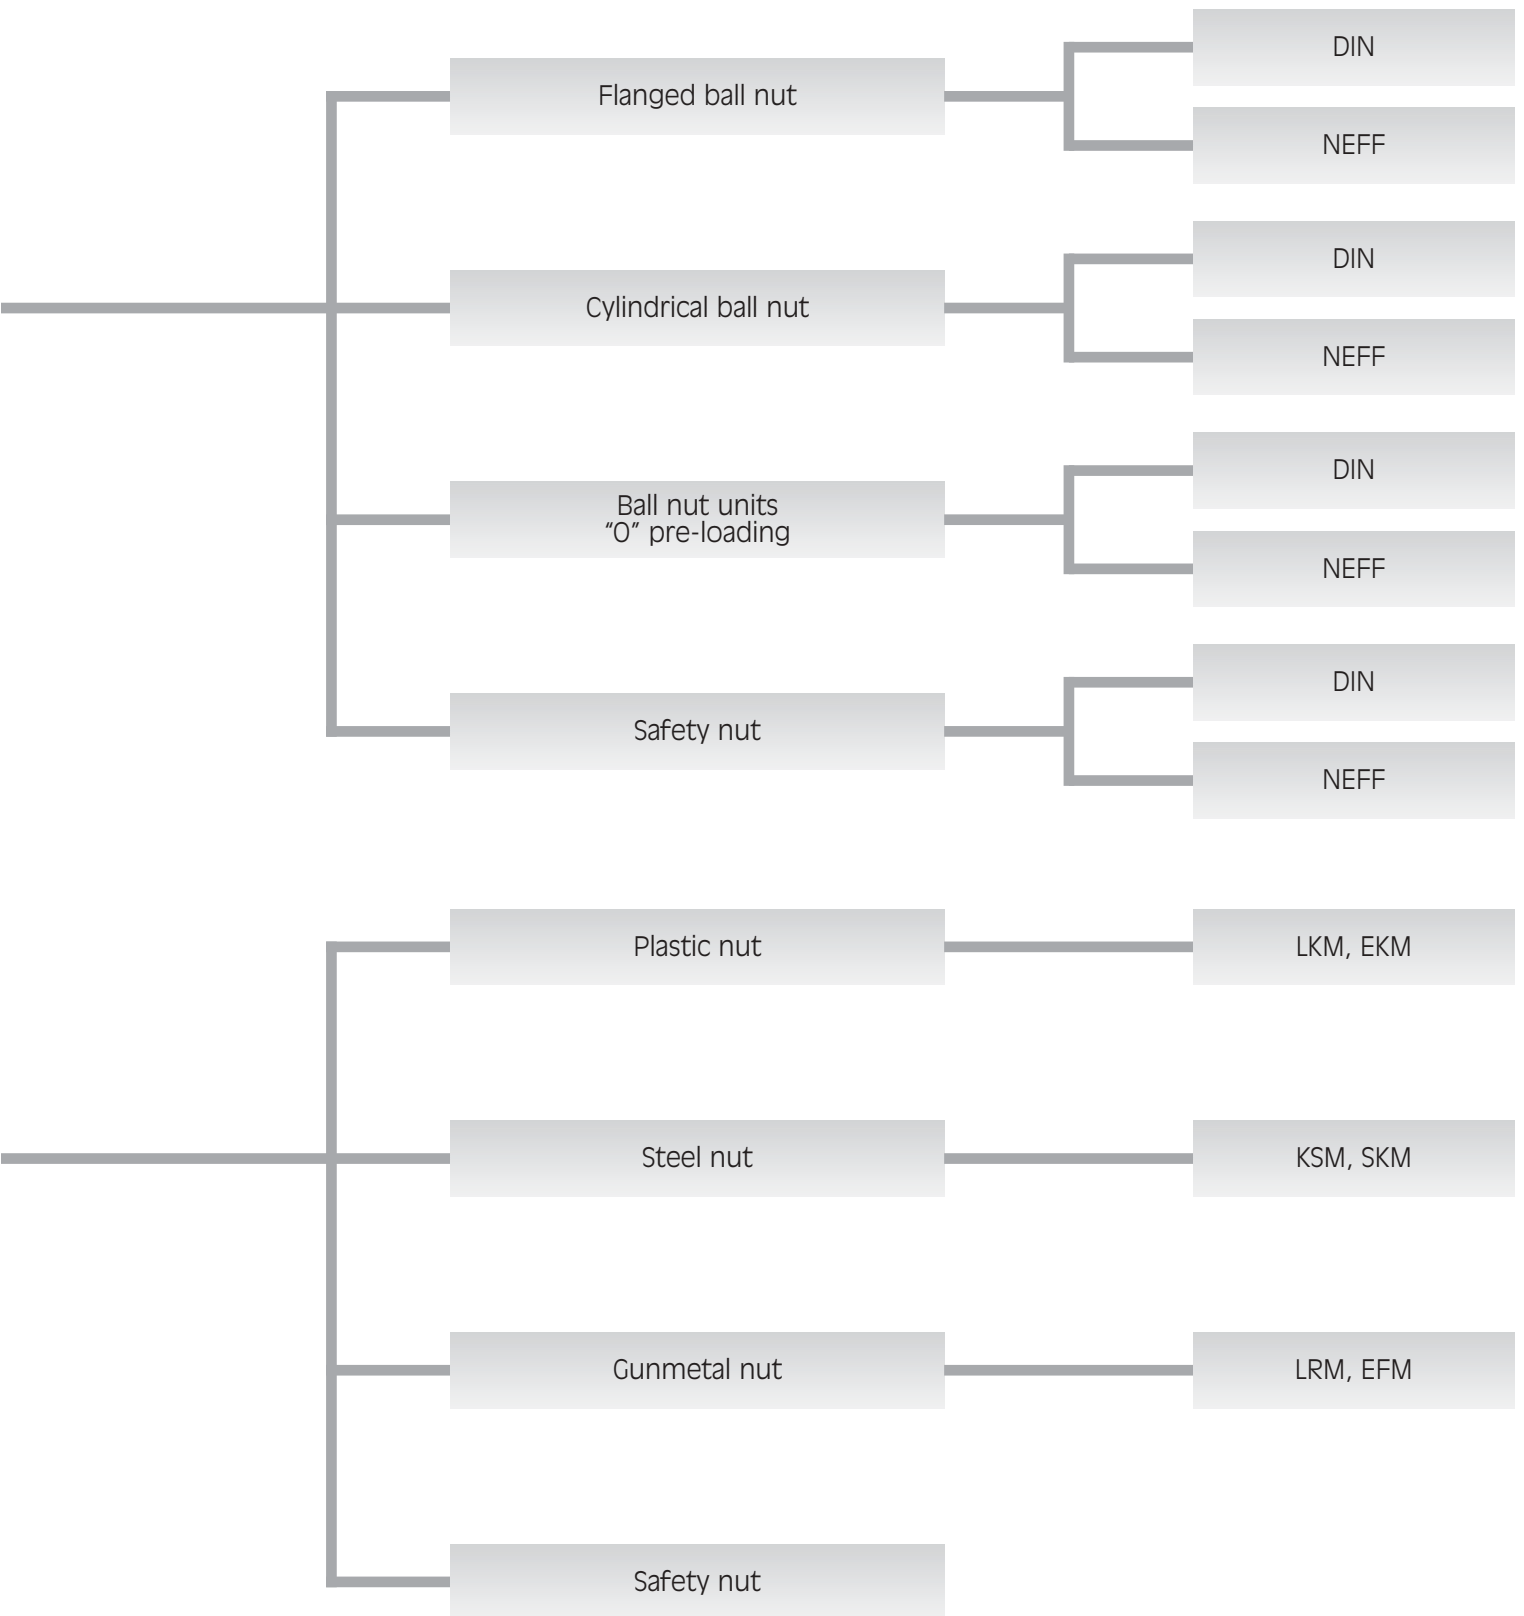 DIN
Flanged ball nut
NEFF
DIN
Cylindrical ball nut
NEFF
DIN
Ball nut units
“0” pre-loading
NEFF
DIN
Safety nut
NEFF
Plastic nut
LKM, EKM
Steel nut
KSM, SKM
Gunmetal nut
LRM, EFM
Safety nut